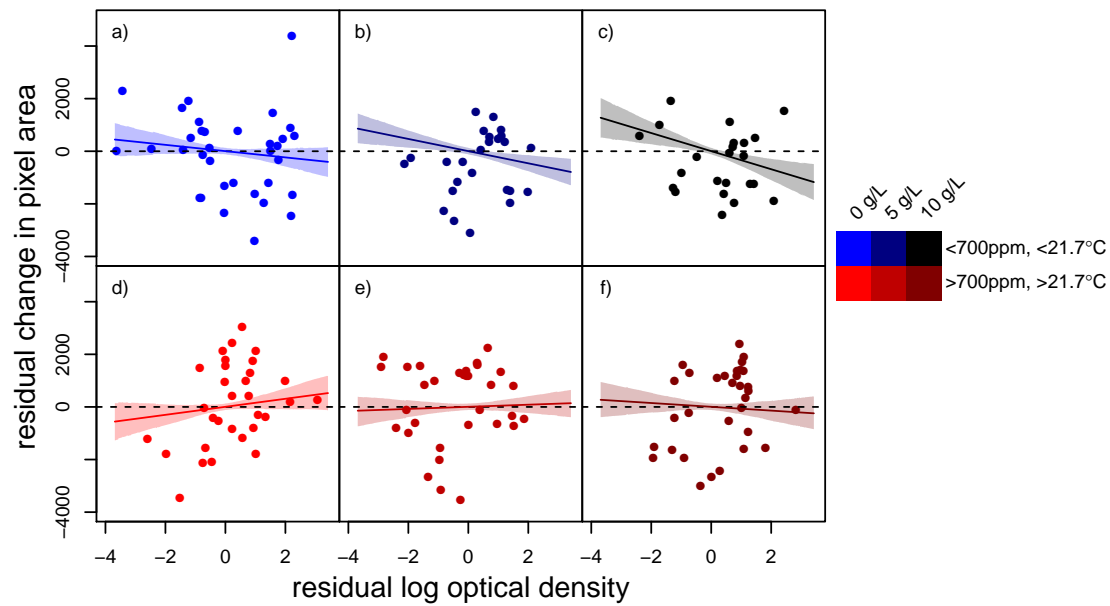 a)
b)
c)
2000
0
−4000
d)
e)
f)
2000
0
−4000
−4 −2 0 2
−4 −2 0 2
−4 −2 0 2
residual change in pixel area
residual log optical density
0 g/L
5 g/L
10 g/L
<700ppm, <21.7°C
>700ppm, >21.7°C